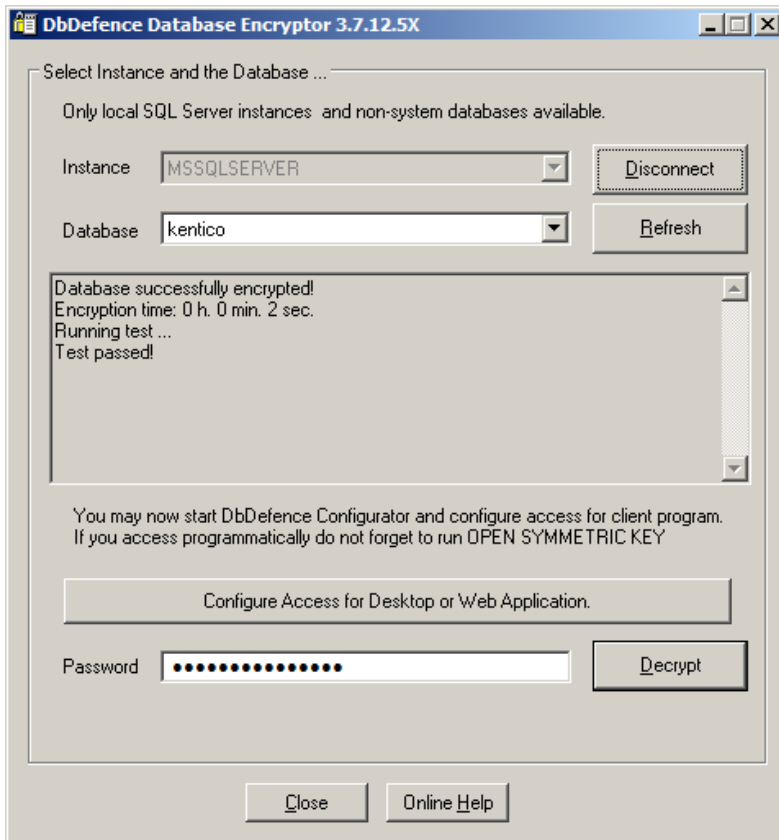 DbDefence Database Encryptor 3.7.12.5X
Select Instance and the Database ...
Only local SQL Server instances and non-system databases available.
Instance
MSSQLSERVER
Disconnect
Database
kentico
Refresh
Database successfully encrypted!
Encryption time: 0 h. 0 min. 2 sec.
Running test ...
Test passed!
You may now start DbDefence Configurator and configure access for client program.
If you access programmatically do not forget to run OPEN SYMMETRIC KEY
Configure Access for Desktop or Web Application.
Password
●●●●●●●●●●●●●●●
Decrypt
Close
Online Help